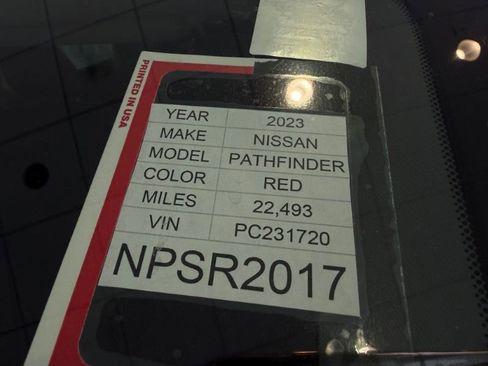 PRINTED IN USA
YEAR 2023
MAKE NISSAN
MODEL PATHFINDER
COLOR RED
MILES 22,493
VIN PC231720
NPSR2017